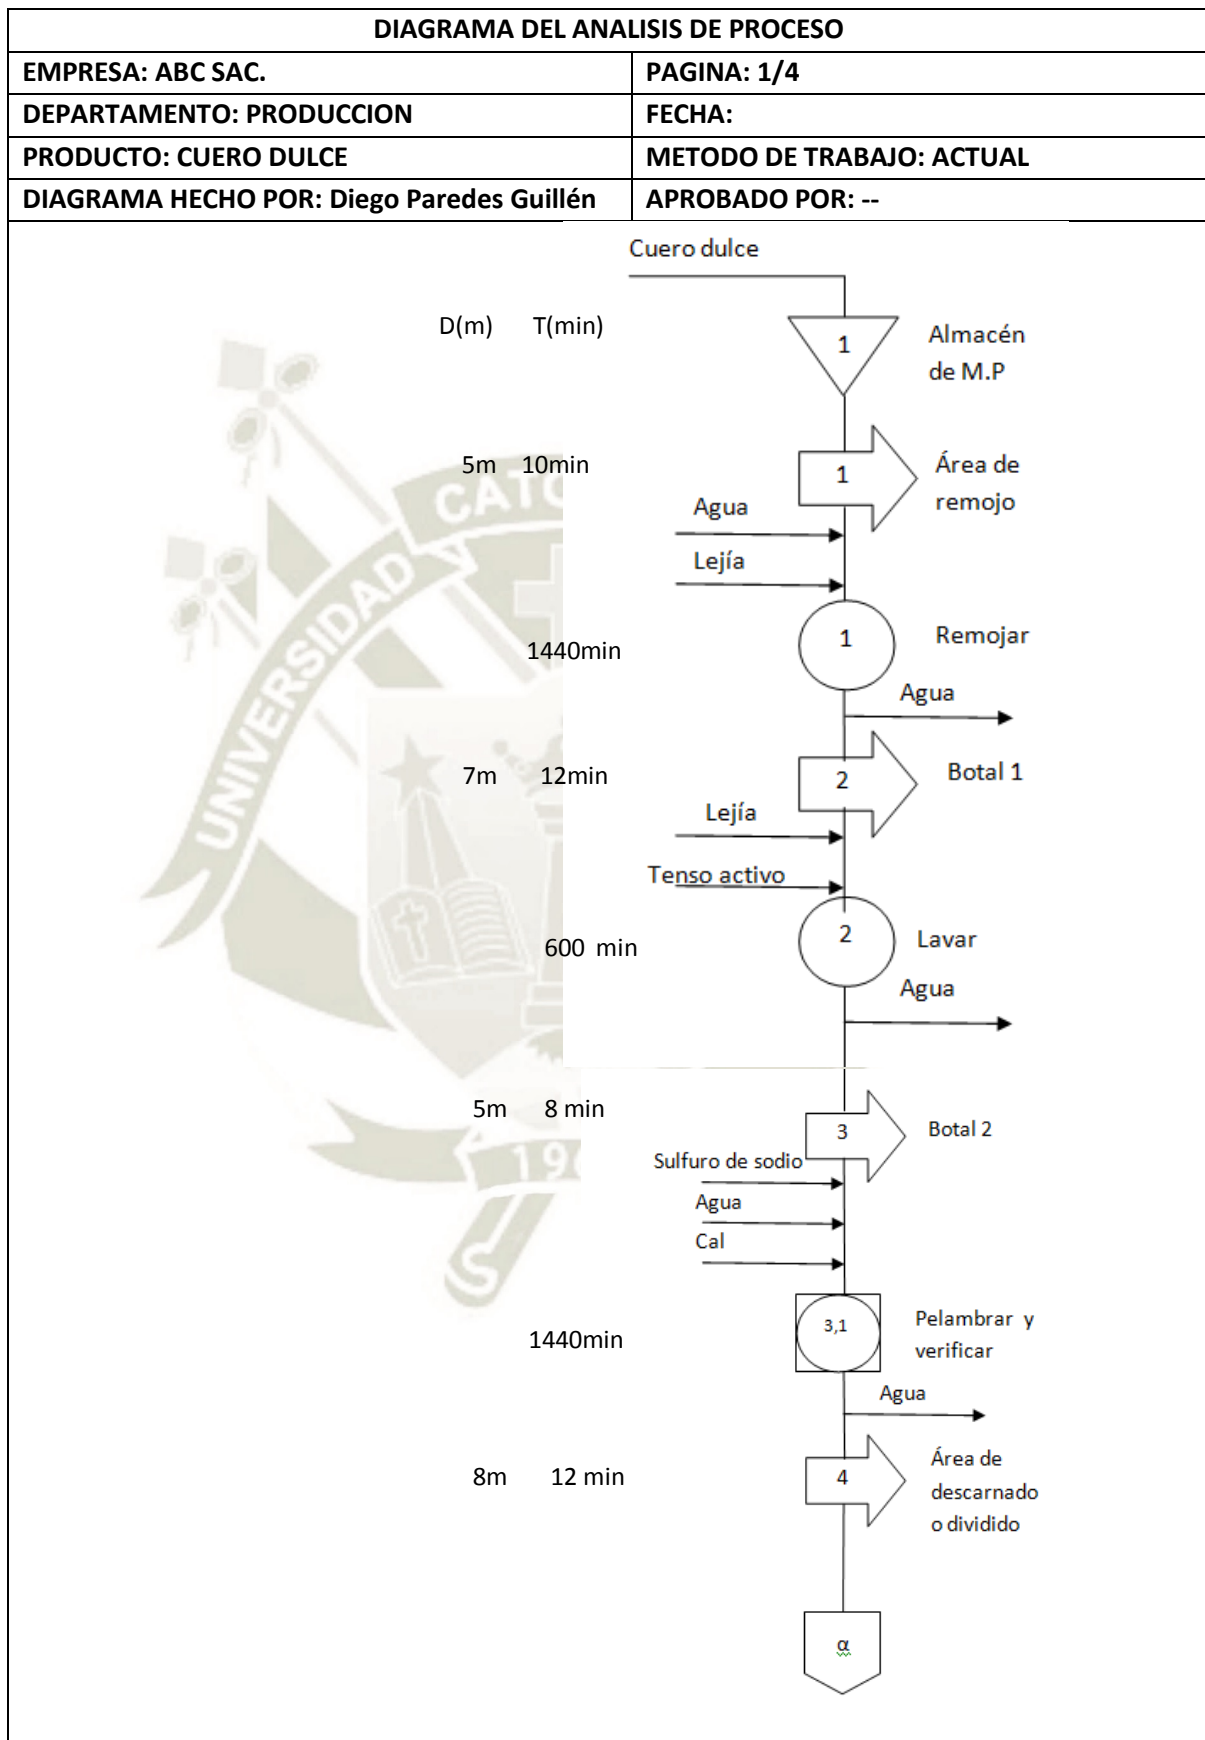 DIAGRAMA DEL ANALISIS DE PROCESO
EMPRESA: ABC SAC.
PAGINA: 1/4
DEPARTAMENTO: PRODUCCION
FECHA:
PRODUCTO: CUERO DULCE
METODO DE TRABAJO: ACTUAL
DIAGRAMA HECHO POR: Diego Paredes Guillén
APROBADO POR: --
Cuero dulce
D(m) T(min)
1
Almacén
de M.P
5m 10min
1
Área de
remojo
Agua
Lejía
1440min
1
Remojar
Agua
7m 12min
2
Botal 1
Lejía
Tenso activo
600 min
2
Lavar
Agua
5m 8 min
3
Botal 2
Sulfuro de sodio
Agua
Cal
1440min
3,1
Pelambrar y
verificar
Agua
8m 12 min
4
Área de
descarnado
o dividido
α
UNIVERSIDAD
CATO
196
S